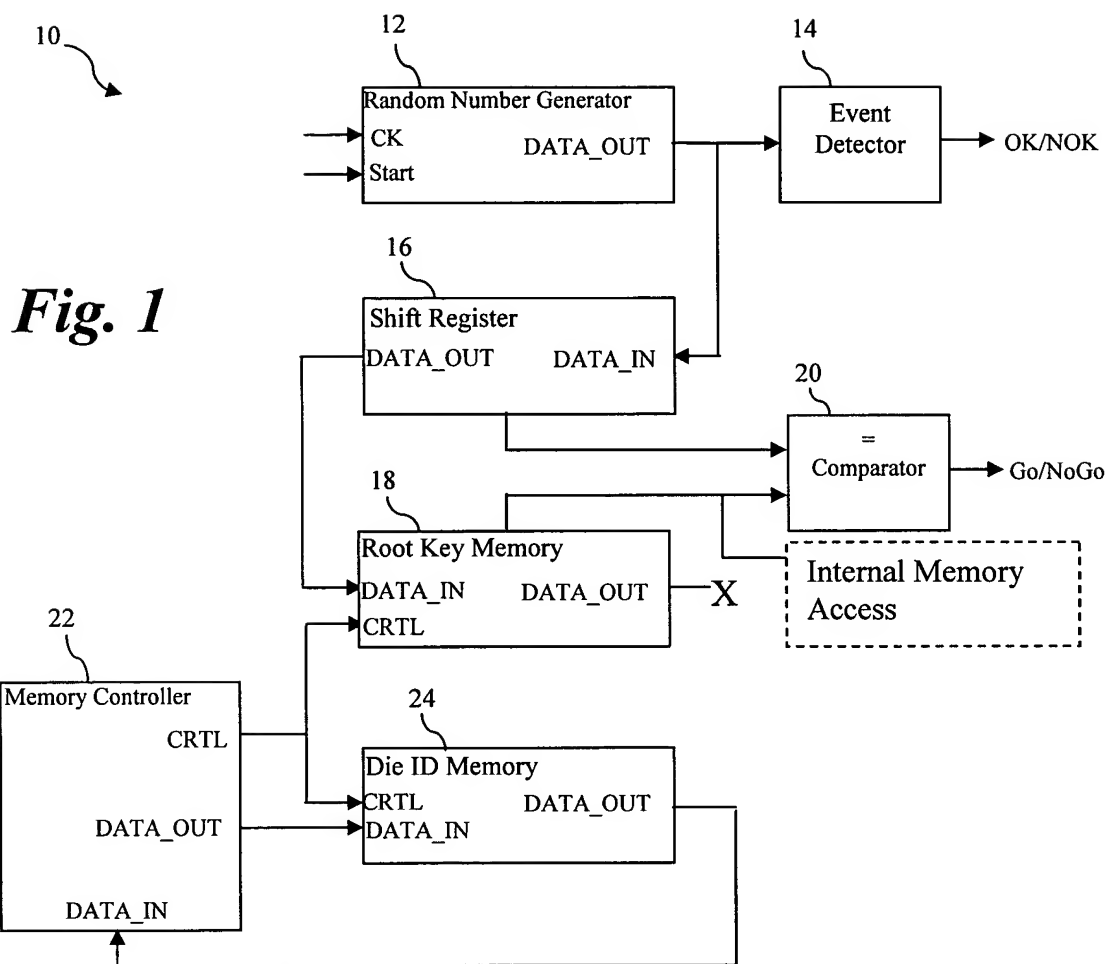 10
12
14
Random Number Generator
CK
Start
DATA_OUT
Event
Detector
OK/NOK
Fig. 1
16
Shift Register
DATA_OUT
DATA_IN
20
=
Comparator
Go/NoGo
18
Root Key Memory
DATA_IN
DATA_OUT
X
CRTL
Internal Memory
Access
22
Memory Controller
CRTL
DATA_OUT
DATA_IN
24
Die ID Memory
CRTL
DATA_OUT
DATA_IN